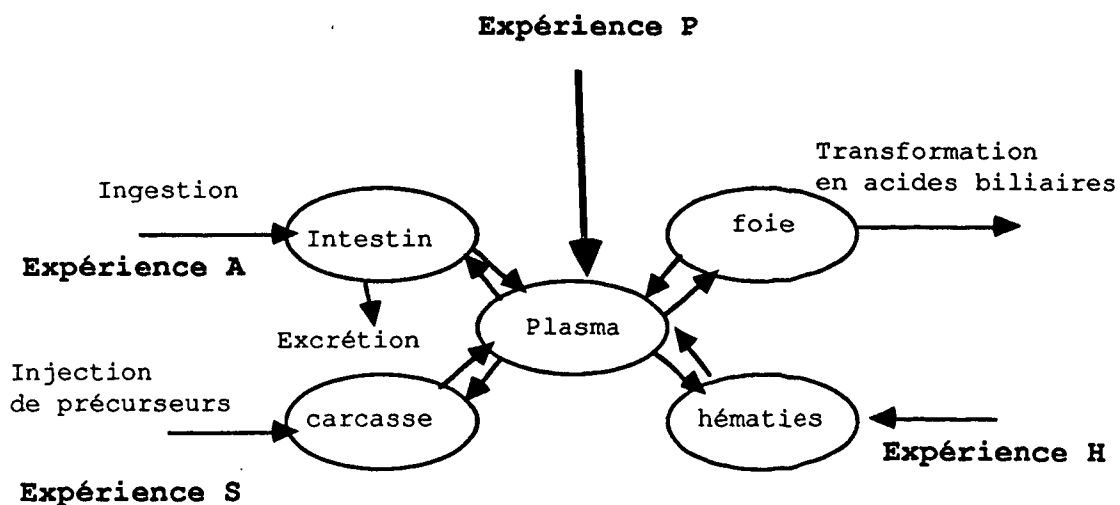 Expérience P
Transformation
en acides biliaires
Ingestion
foie
Intestin
Expérience A
Plasma
Excrétion
Injection
de précurseurs
carcasse
hématies
Expérience H
Expérience S